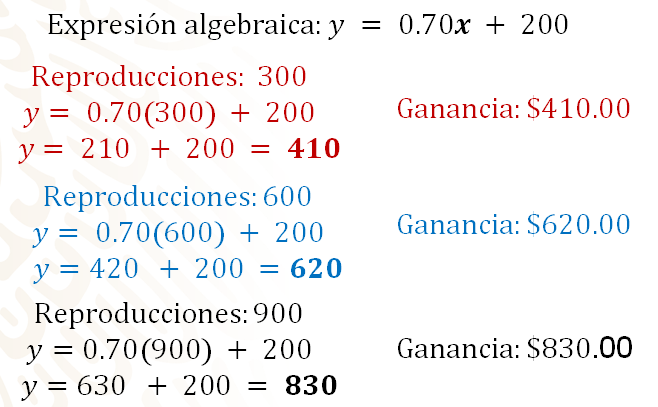 Expresión algebraica: y = 0.70x + 200
Reproducciones: 300
y = 0.70(300) + 200
Ganancia: $410.00
y = 210 + 200 = 410
Reproducciones: 600
y = 0.70(600) + 200
Ganancia: $620.00
y = 420 + 200 = 620
Reproducciones: 900
y = 0.70(900) + 200
Ganancia: $830.00
y = 630 + 200 = 830